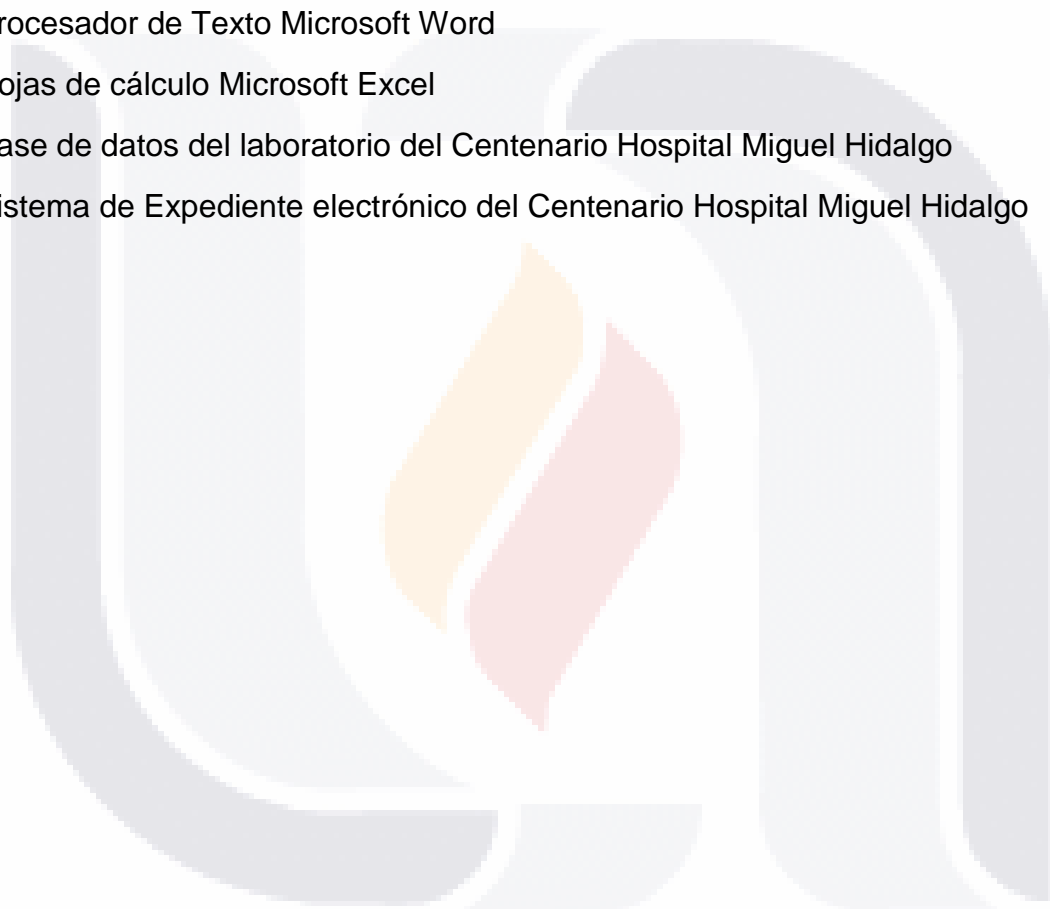 rocesador de Texto Microsoft Word
ojas de cálculo Microsoft Excel
ase de datos del laboratorio del Centenario Hospital Miguel Hidalgo
istema de Expediente electrónico del Centenario Hospital Miguel Hidalgo